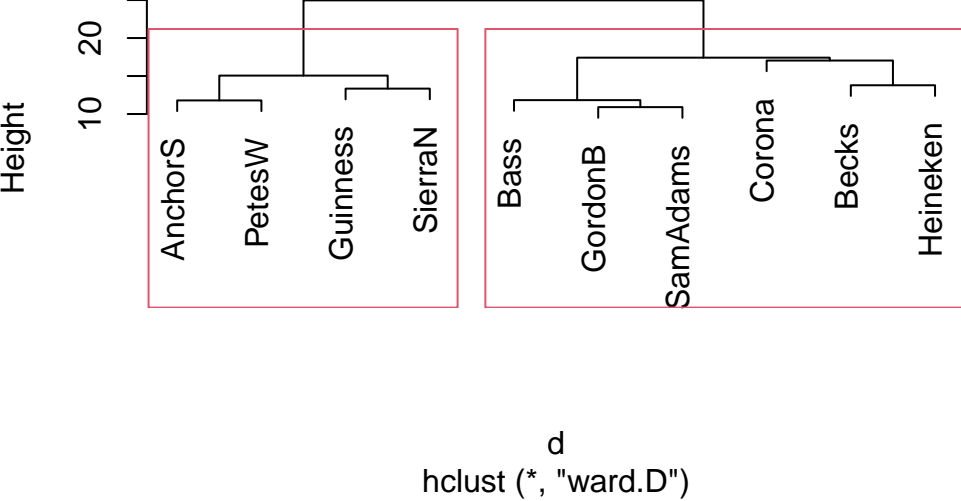 Height
20
10
AnchorS
PetesW
Guinness
SierraN
Bass
GordonB
SamAdams
Corona
Becks
Heineken
d
hclust (*, "ward.D")